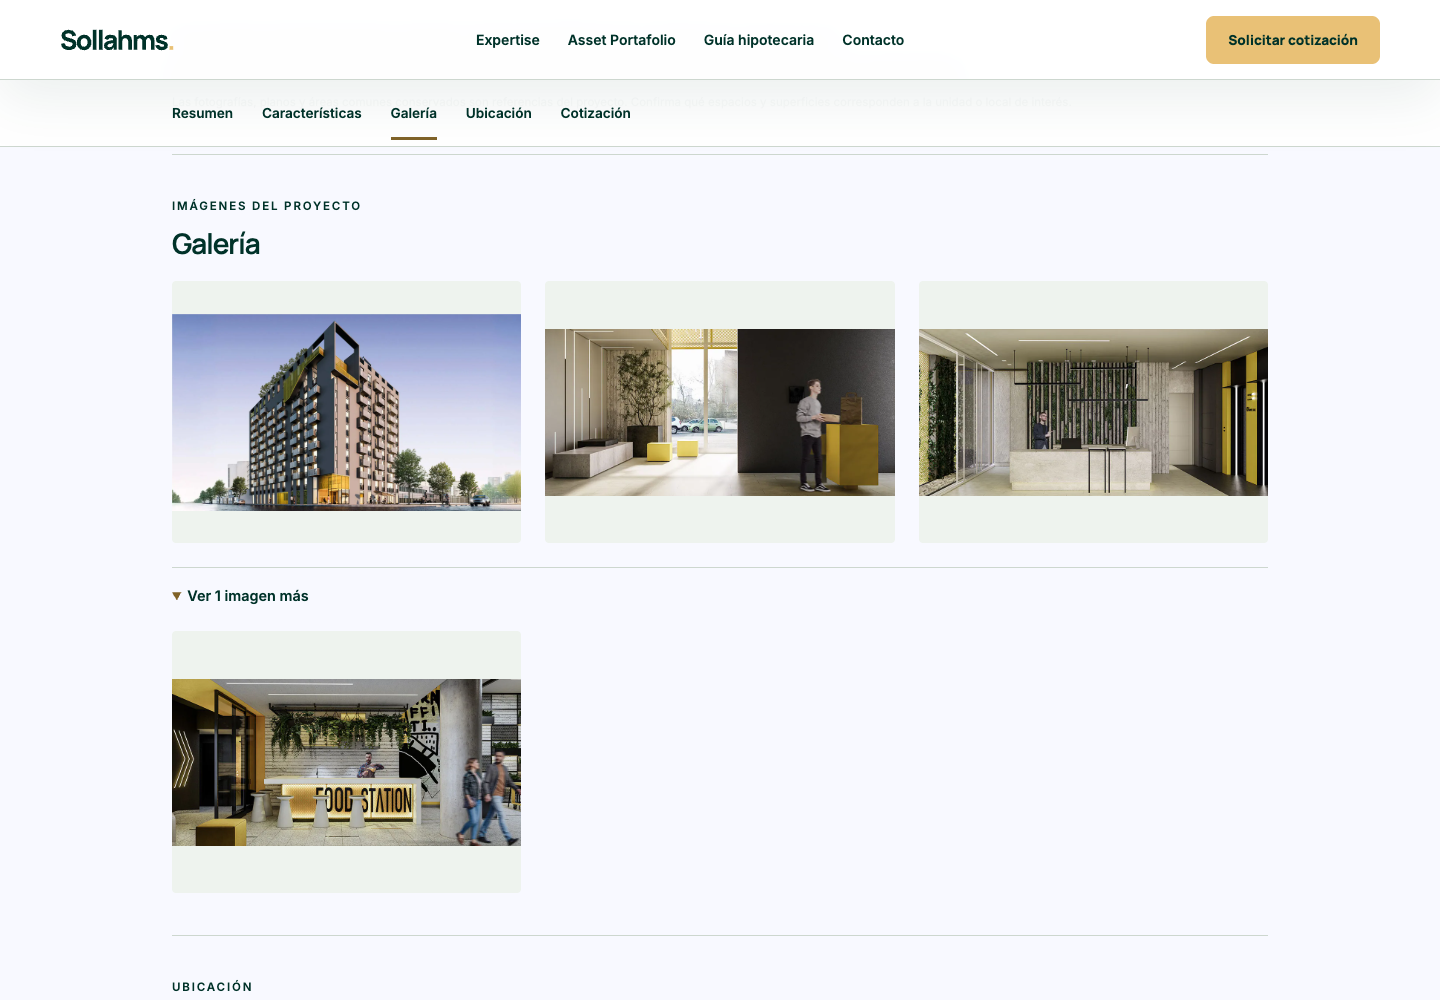 Sollahms.
Expertise
Asset Portafolio
Guía hipotecaria
Contacto
Solicitar cotización
Resumen
Características
Galería
Ubicación
Cotización
IMÁGENES DEL PROYECTO
Galería
▼ Ver 1 imagen más
FOOD STATION
UBICACIÓN